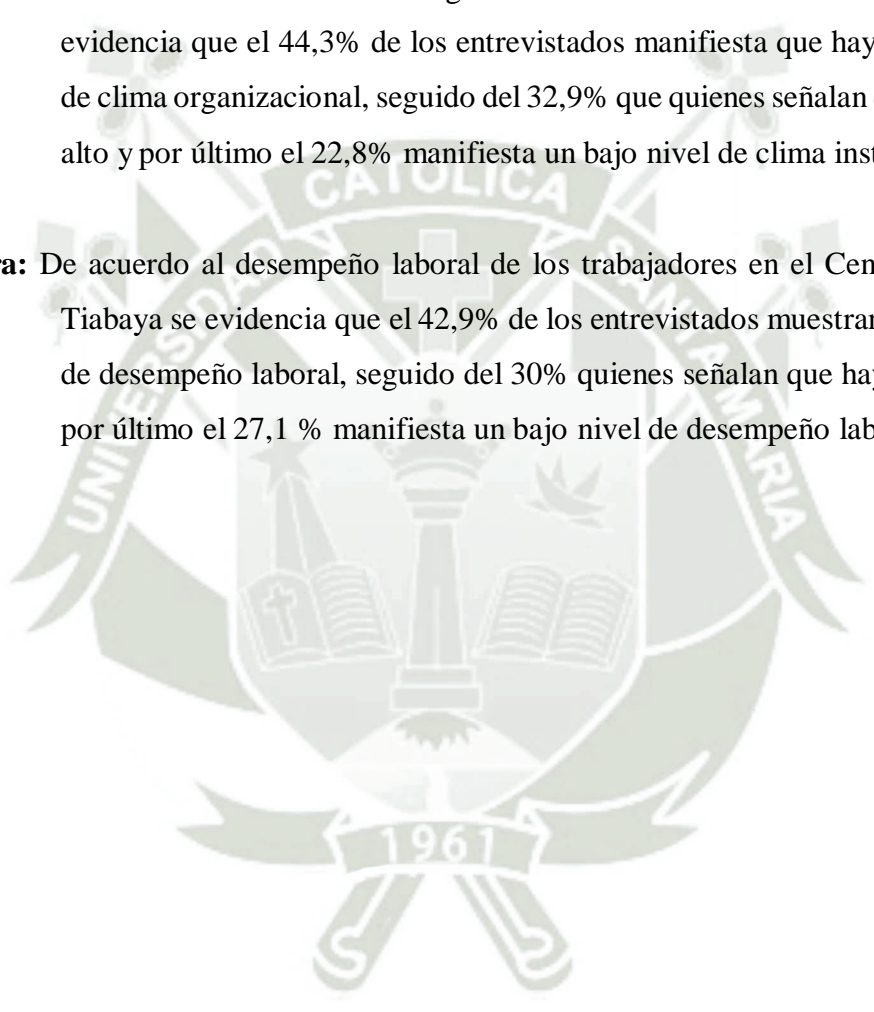 evidencia que el 44,3% de los entrevistados manifiesta que hay
de clima organizacional, seguido del 32,9% que quienes señalan
alto y por último el 22,8% manifiesta un bajo nivel de clima inst
ra: De acuerdo al desempeño laboral de los trabajadores en el Cen
Tiabaya se evidencia que el 42,9% de los entrevistados muestran
de desempeño laboral, seguido del 30% quienes señalan que hay
por último el 27,1 % manifiesta un bajo nivel de desempeño lab
UNIVERSIDAD CATOLICA SANTA MARIA
1961